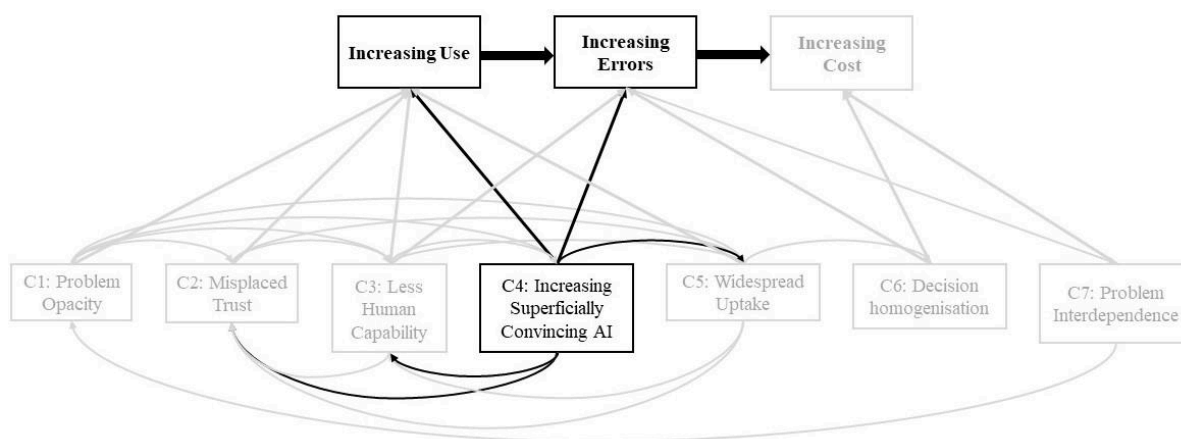 Increasing Use
Increasing
Errors
Increasing
Cost
C1: Problem
Opacity
C2: Misplaced
Trust
C3: Less
Human
Capability
C4: Increasing
Superficially
Convincing AI
C5: Widespread
Uptake
C6: Decision
homogenisation
C7: Problem
Interdependence